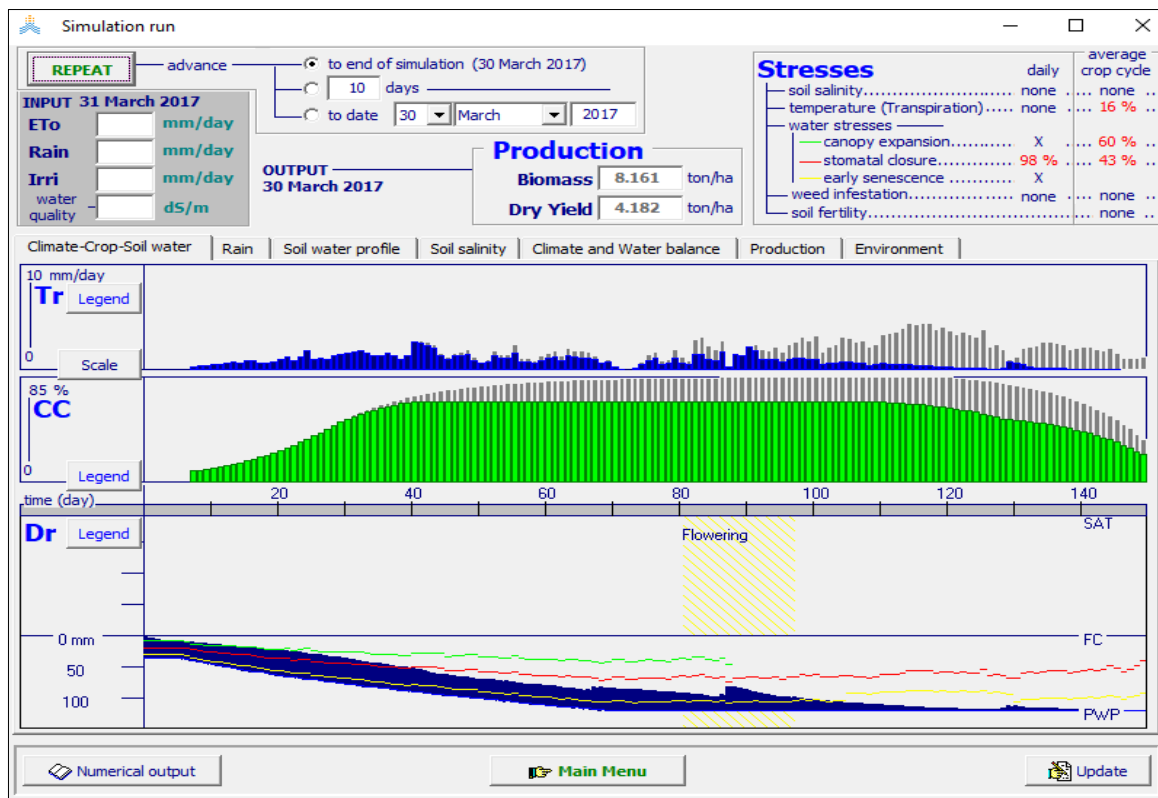 Simulation run
REPEAT
advance
to end of simulation (30 March 2017)
10 days
to date 30 March 2017
INPUT 31 March 2017
ETo mm/day
Rain mm/day
Irri mm/day
water quality dS/m
OUTPUT
30 March 2017
Production
Biomass 8.161 ton/ha
Dry Yield 4.182 ton/ha
Stresses daily average crop cycle
soil salinity.................. none .... none ..
temperature (Transpiration)..... none .... 16 % ..
water stresses
canopy expansion........... X .... 60 % ..
stomatal closure............ 98 % .... 43 % ..
early senescence ........... X
weed infestation.............. none .... none ..
soil fertility.................................... none ..
Climate-Crop-Soil water Rain Soil water profile Soil salinity Climate and Water balance Production Environment
10 mm/day
Tr Legend
0
Scale
85 %
CC
0
Legend
time (day) 20 40 60 80 100 120 140
Dr Legend
Flowering
SAT
0 mm FC
50
100
PWP
Numerical output Main Menu Update